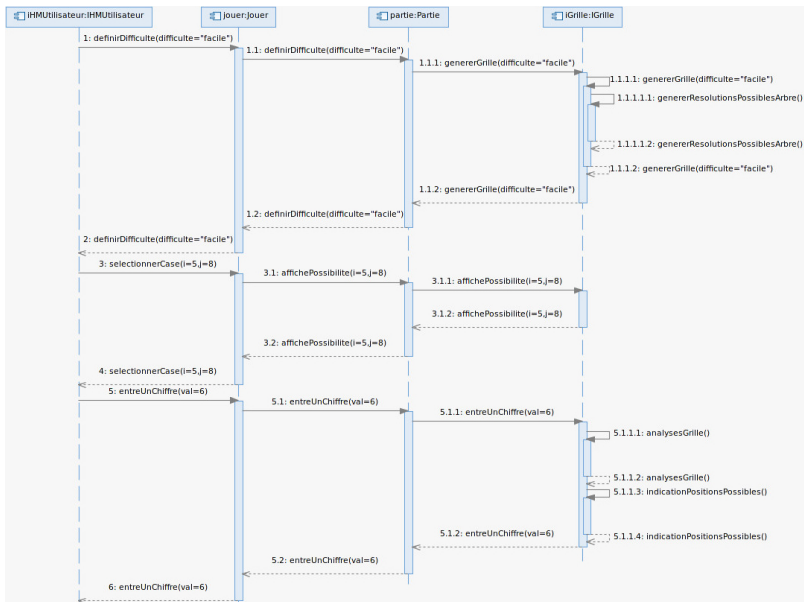 iHMUtilisateur:IHMUtilisateur
jouer:Jouer
partie:Partie
iGrille:IGrille
1: definirDifficulte(difficulte="facile")
1.1: definirDifficulte(difficulte="facile")
1.1.1: genererGrille(difficulte="facile")
1.1.1.1: genererGrille(difficulte="facile")
1.1.1.1.1: genererResolutionsPossiblesArbre()
1.1.1.1.2: genererResolutionsPossiblesArbre()
1.1.1.2: genererGrille(difficulte="facile")
1.1.2: genererGrille(difficulte="facile")
1.2: definirDifficulte(difficulte="facile")
2: definirDifficulte(difficulte="facile")
3: selectionnerCase(i=5,j=8)
3.1: affichePossibilite(i=5,j=8)
3.1.1: affichePossibilite(i=5,j=8)
3.1.2: affichePossibilite(i=5,j=8)
3.2: affichePossibilite(i=5,j=8)
4: selectionnerCase(i=5,j=8)
5: entreUnChiffre(val=6)
5.1: entreUnChiffre(val=6)
5.1.1: entreUnChiffre(val=6)
5.1.1.1: analysesGrille()
5.1.1.2: analysesGrille()
5.1.1.3: indicationPositionsPossibles()
5.1.2: entreUnChiffre(val=6)
5.1.1.4: indicationPositionsPossibles()
5.2: entreUnChiffre(val=6)
6: entreUnChiffre(val=6)